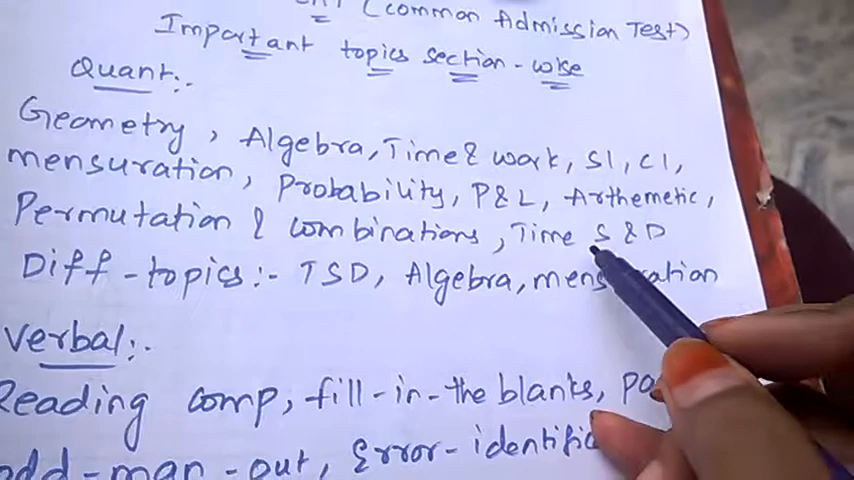 (Common Admission Test)
Important topics section-wise
Quant:-
Geometry, Algebra, Time & work, SI, CI,
mensuration, Probability, P&L, Arthemetic,
Permutation & combinations, Time S & D
Diff-topics:- TSD, Algebra, mensuration
Verbal:-
Reading comp, fill-in-the blanks,
odd-man-out, Error-